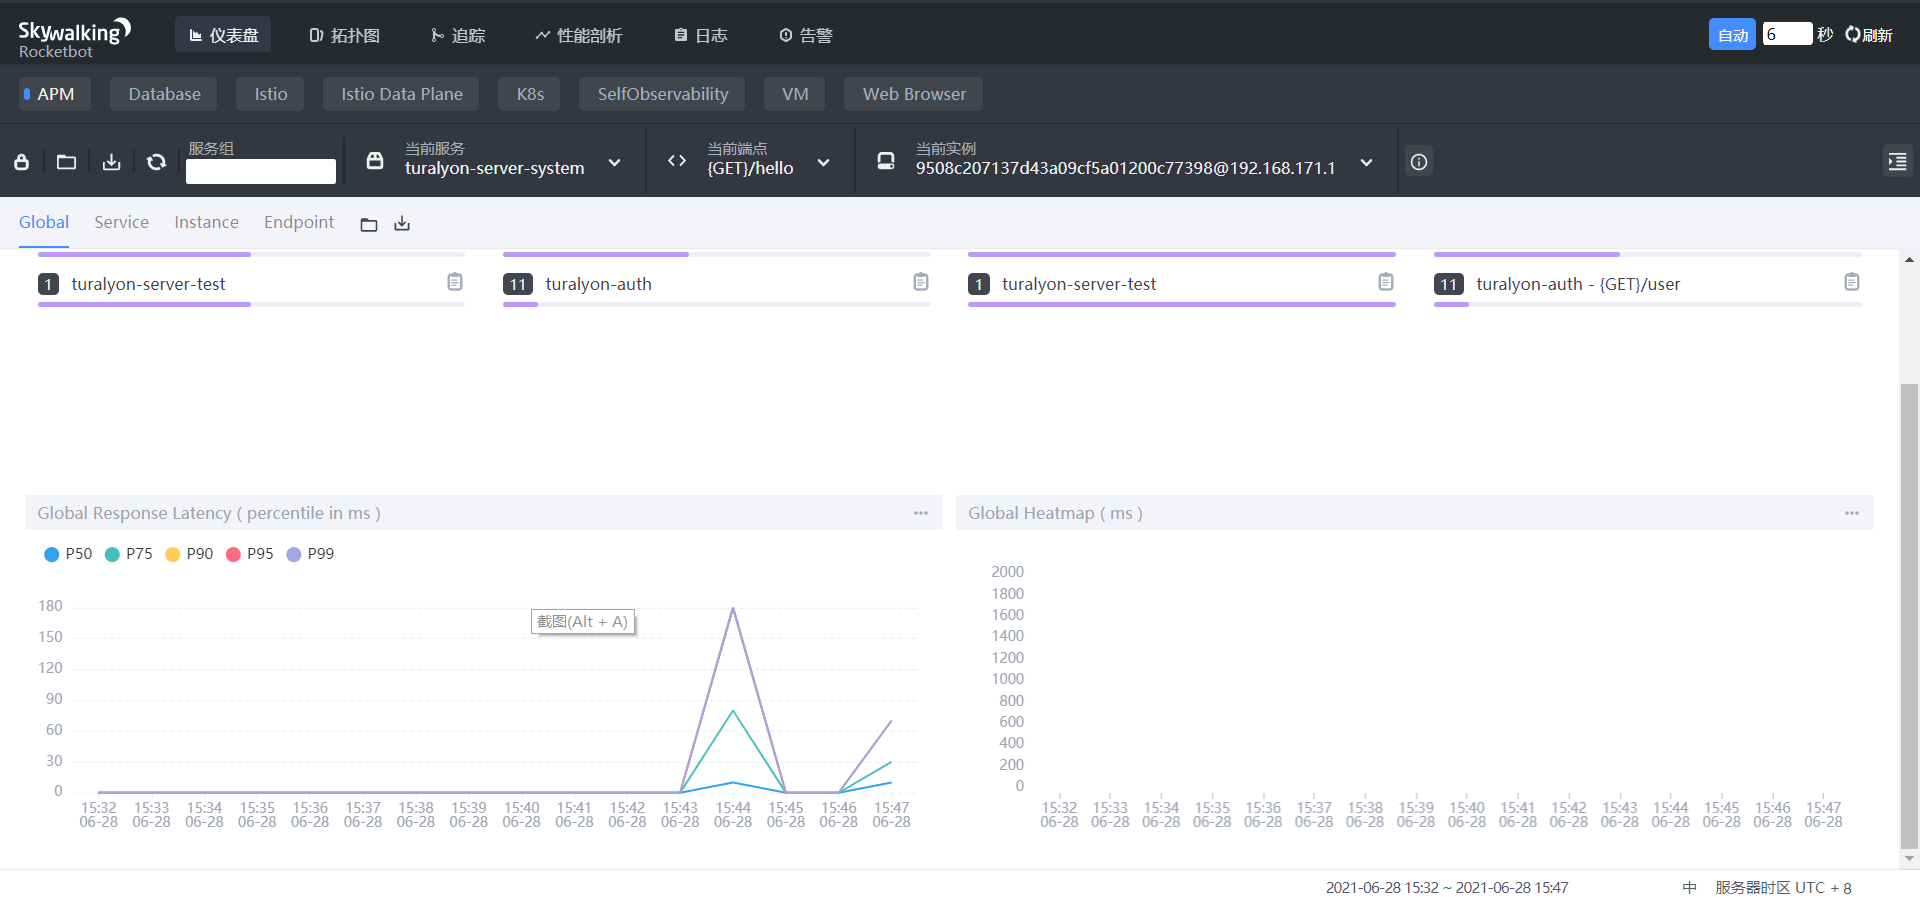 Skywalking
Rocketbot
仪表盘 拓扑图 追踪 性能剖析 日志 告警
自动 6 秒 刷新
APM Database Istio Istio Data Plane K8s SelfObservability VM Web Browser
服务组
当前服务
turalyon-server-system
当前端点
{GET}/hello
当前实例
9508c207137d43a09cf5a01200c77398@192.168.171.1
Global Service Instance Endpoint
1 turalyon-server-test
11 turalyon-auth
1 turalyon-server-test
11 turalyon-auth - {GET}/user
Global Response Latency ( percentile in ms )
P50 P75 P90 P95 P99
180
150
120
90
60
30
0
截图(Alt + A)
15:32 15:33 15:34 15:35 15:36 15:37 15:38 15:39 15:40 15:41 15:42 15:43 15:44 15:45 15:46 15:47
06-28 06-28 06-28 06-28 06-28 06-28 06-28 06-28 06-28 06-28 06-28 06-28 06-28 06-28 06-28 06-28
Global Heatmap ( ms )
2000
1800
1600
1400
1200
1000
800
600
400
200
0
15:32 15:33 15:34 15:35 15:36 15:37 15:38 15:39 15:40 15:41 15:42 15:43 15:44 15:45 15:46 15:47
06-28 06-28 06-28 06-28 06-28 06-28 06-28 06-28 06-28 06-28 06-28 06-28 06-28 06-28 06-28 06-28
2021-06-28 15:32 ~ 2021-06-28 15:47
中 服务器时区 UTC + 8